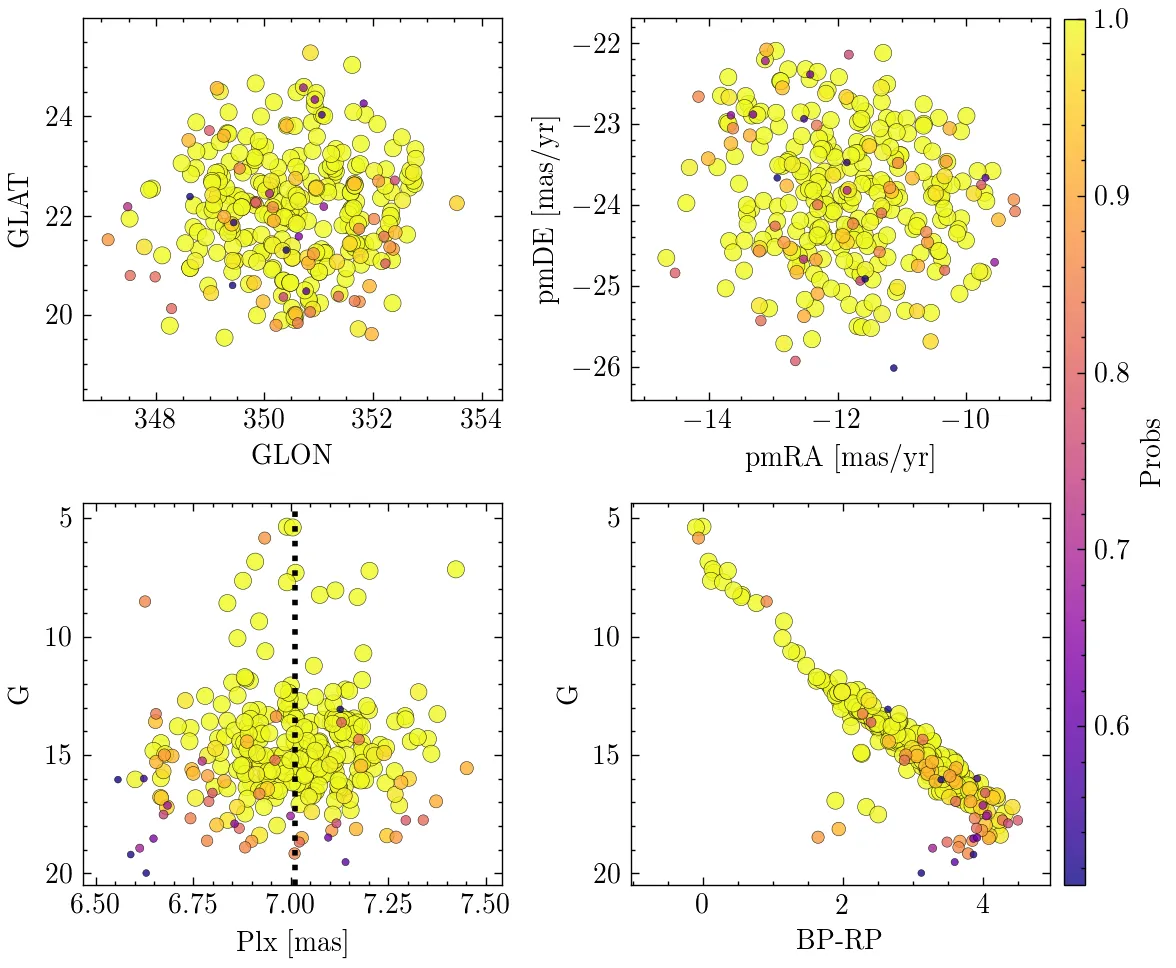 24
22
20
GLAT
348 350 352 354
GLON
−22
−23
−24
−25
−26
pmDE [mas/yr]
−14 −12 −10
pmRA [mas/yr]
1.0
0.9
0.8
0.7
0.6
Probs
5
10
15
20
G
6.50 6.75 7.00 7.25 7.50
Plx [mas]
5
10
15
20
G
0 2 4
BP-RP